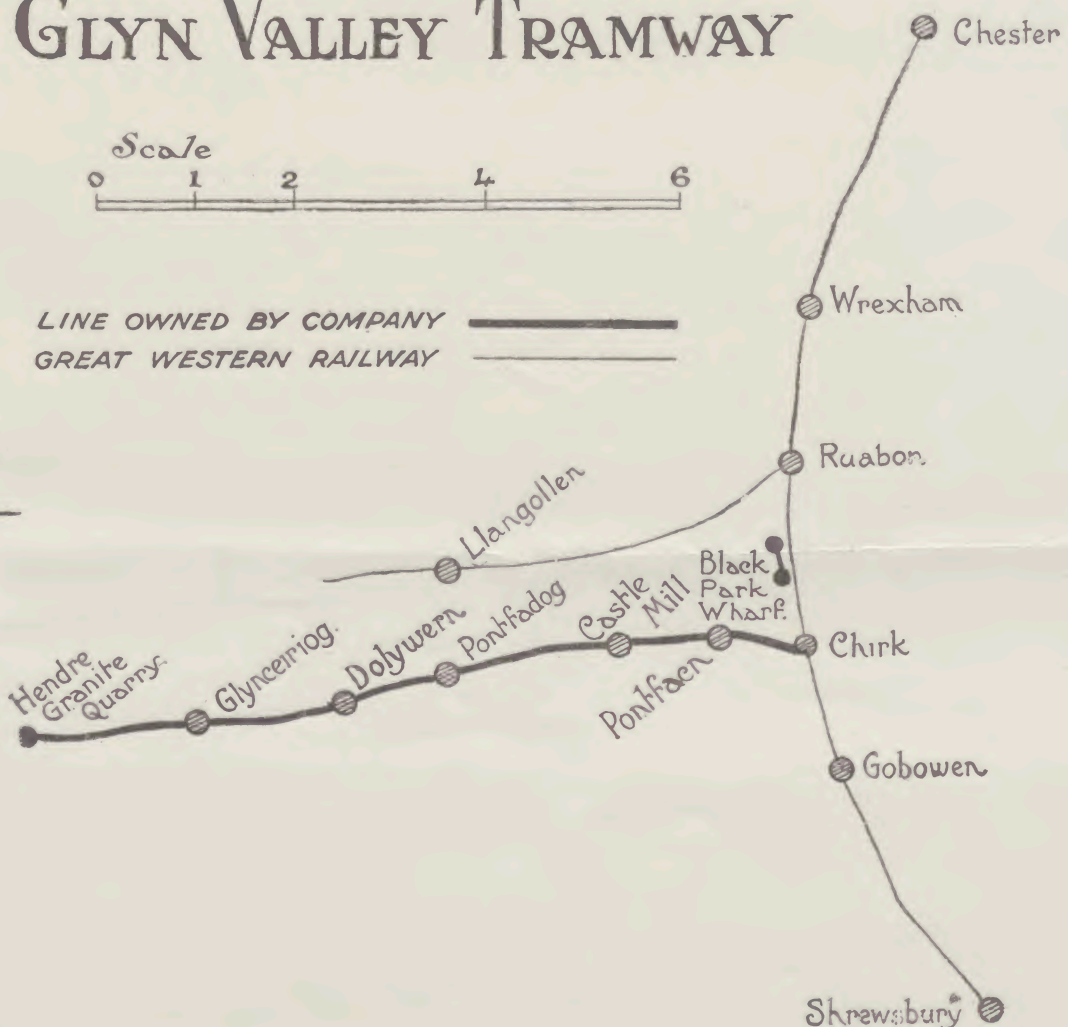 GLYN VALLEY TRAMWAY
Chester
Scale
0 1 2 4 6
Wrexham
LINE OWNED BY COMPANY
GREAT WESTERN RAILWAY
Ruabon
Llangollen
Black
Park
Wharf.
Castle
Mill
Pontfadog
Dolywern
Glynceiriog.
Hendre
Granite
Quarry.
Chirk
Pontfaen
Gobowen
Shrewsbury